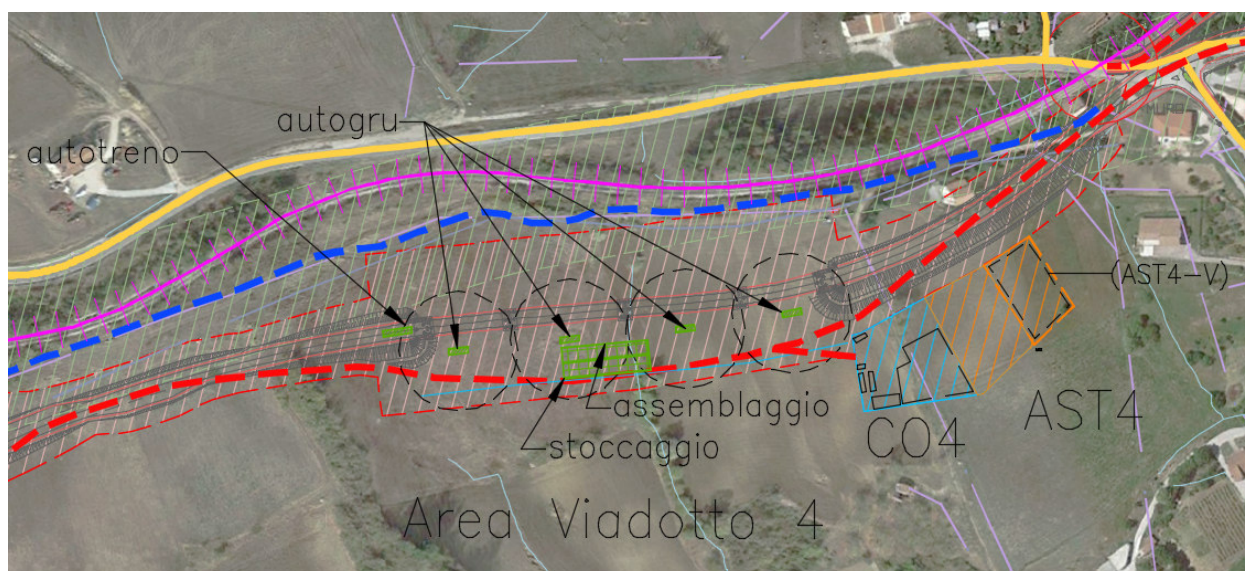 autogru
autotreno
(AST4-V)
assemblaggio
stoccaggio
CO4
AST4
Area Viadotto 4